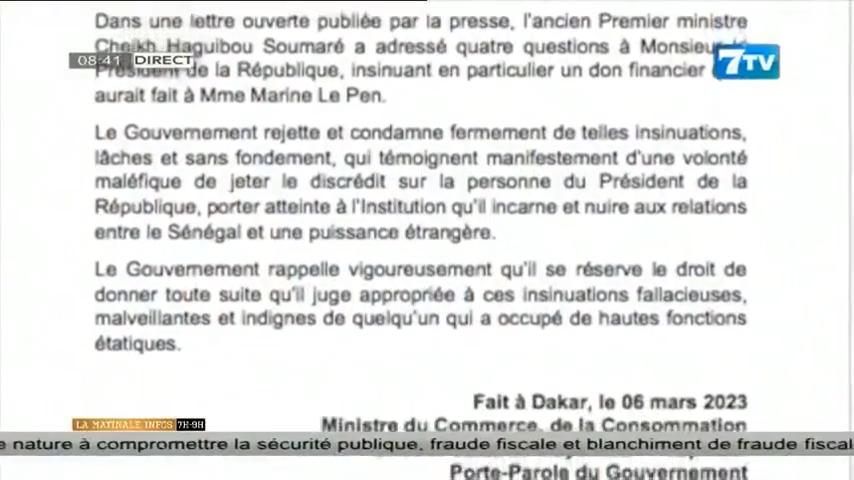 Dans une lettre ouverte publiée par la presse, l'ancien Premier ministre
Cheikh Haguibou Soumaré a adressé quatre questions à Monsieur le
08:41 DIRECT
7TV
Président de la République, insinuant en particulier un don financier
aurait fait à Mme Marine Le Pen.
Le Gouvernement rejette et condamne fermement de telles insinuations,
lâches et sans fondement, qui témoignent manifestement d'une volonté
maléfique de jeter le discrédit sur la personne du Président de la
République, porter atteinte à l'Institution qu'il incarne et nuire aux relations
entre le Sénégal et une puissance étrangère.
Le Gouvernement rappelle vigoureusement qu'il se réserve le droit de
donner toute suite qu'il juge appropriée à ces insinuations fallacieuses,
malveillantes et indignes de quelqu'un qui a occupé de hautes fonctions
étatiques.
Fait à Dakar, le 06 mars 2023
LA MATINALE INFOS 7H-9H
Ministre du Commerce, de la Consommation
e nature à compromettre la sécurité publique, fraude fiscale et blanchiment de fraude fiscal
Porte-Parole du Gouvernement